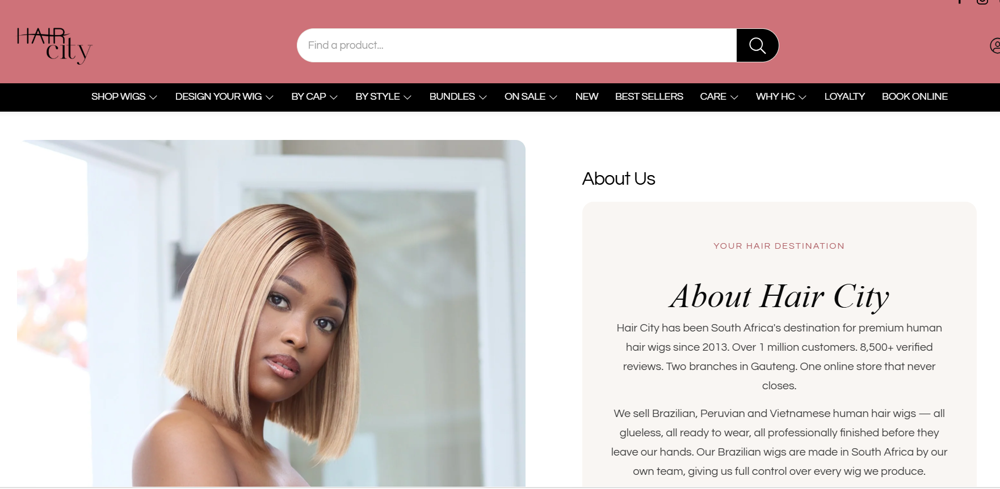 HAIR
city
Find a product...
SHOP WIGS DESIGN YOUR WIG BY CAP BY STYLE BUNDLES ON SALE NEW BEST SELLERS CARE WHY HC LOYALTY BOOK ONLINE
About Us
YOUR HAIR DESTINATION
About Hair City
Hair City has been South Africa's destination for premium human
hair wigs since 2013. Over 1 million customers. 8,500+ verified
reviews. Two branches in Gauteng. One online store that never
closes.
We sell Brazilian, Peruvian and Vietnamese human hair wigs — all
glueless, all ready to wear, all professionally finished before they
leave our hands. Our Brazilian wigs are made in South Africa by our
own team, giving us full control over every wig we produce.